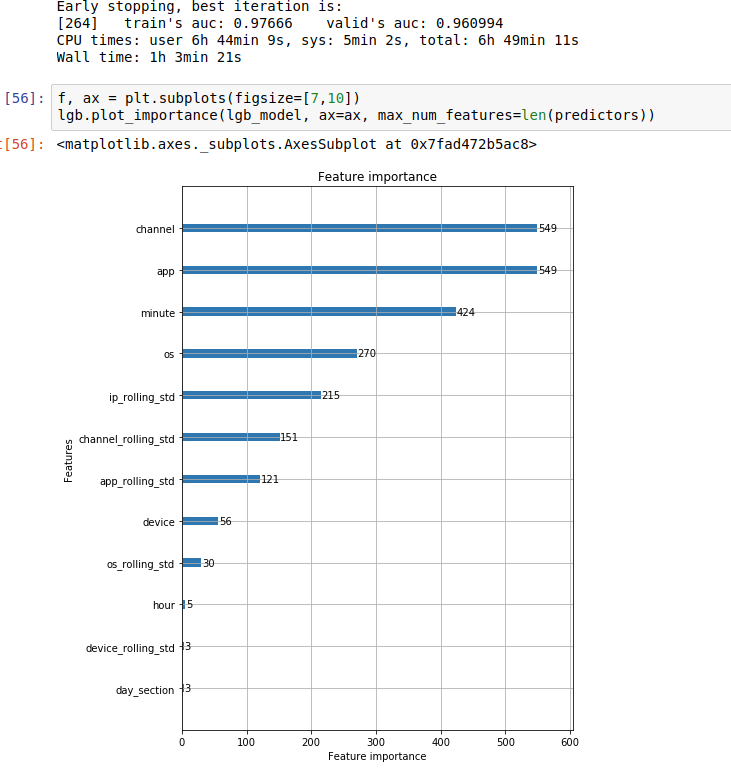 Early stopping, best iteration is:
[264]   train's auc: 0.97666    valid's auc: 0.960994
CPU times: user 6h 44min 9s, sys: 5min 2s, total: 6h 49min 11s
Wall time: 1h 3min 21s
[56]: f, ax = plt.subplots(figsize=[7,10])
lgb.plot_importance(lgb_model, ax=ax, max_num_features=len(predictors))
t[56]: <matplotlib.axes._subplots.AxesSubplot at 0x7fad472b5ac8>
Feature importance
channel 549
app 549
minute 424
os 270
ip_rolling_std 215
channel_rolling_std 151
app_rolling_std 121
device 56
os_rolling_std 30
hour 5
device_rolling_std 3
day_section 3
Features
0 100 200 300 400 500 600
Feature importance